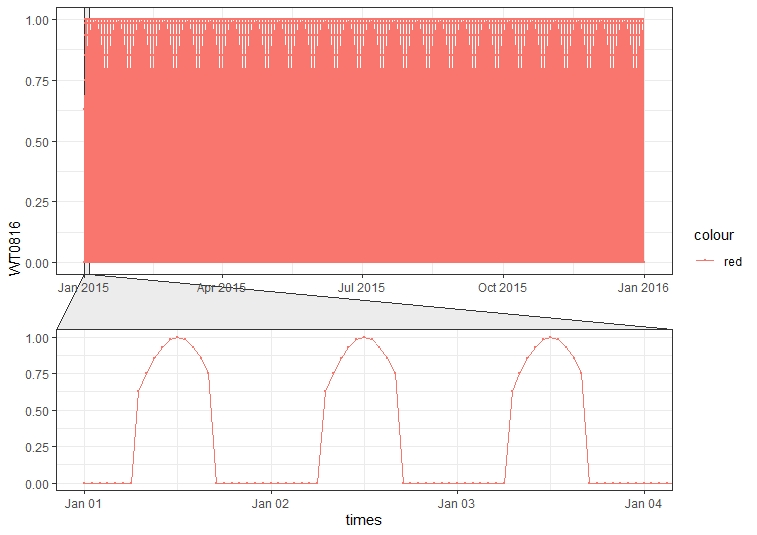 1.00
0.75
0.50
0.25
0.00
WT0816
Jan 2015
Apr 2015
Jul 2015
Oct 2015
Jan 2016
colour
red
1.00
0.75
0.50
0.25
0.00
Jan 01
Jan 02
Jan 03
Jan 04
times